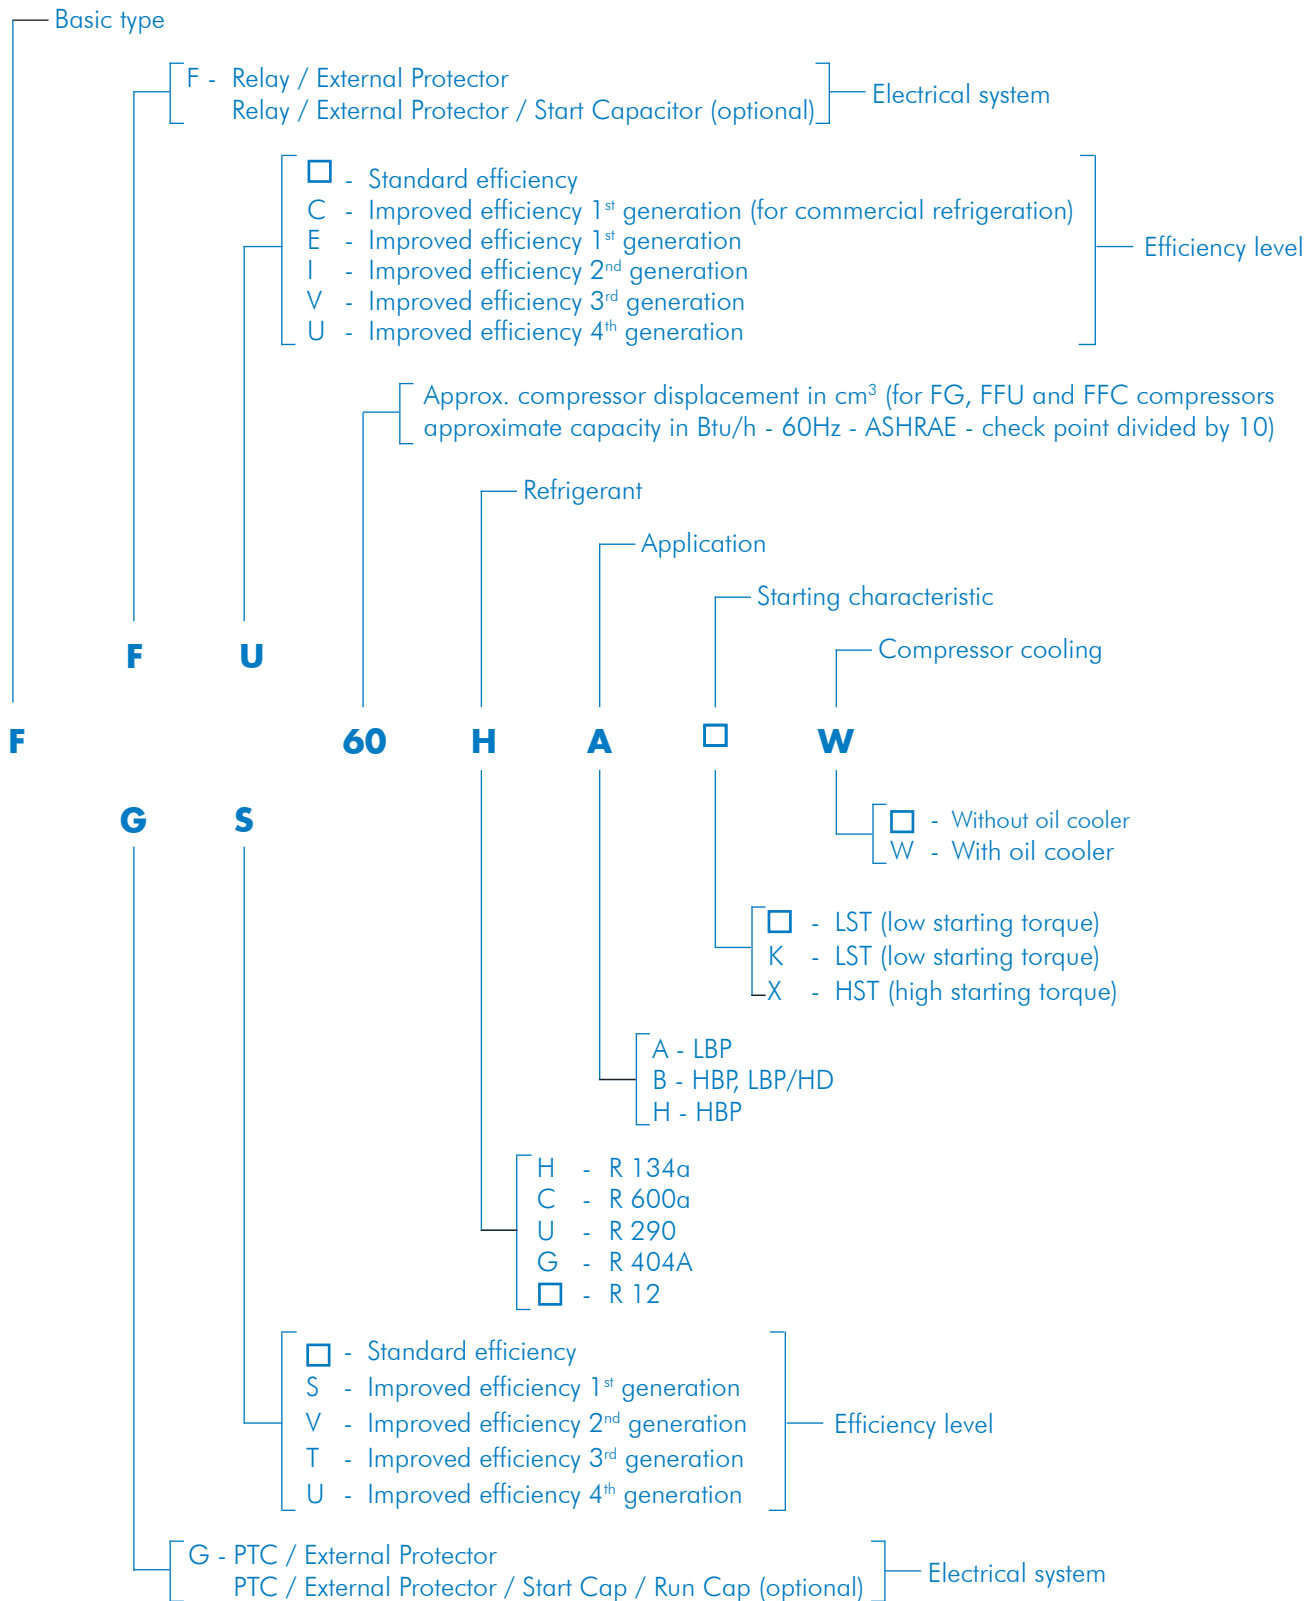 Basic type
F - Relay / External Protector
Relay / External Protector / Start Capacitor (optional)
Electrical system
□ - Standard efficiency
C - Improved efficiency 1st generation (for commercial refrigeration)
E - Improved efficiency 1st generation
I - Improved efficiency 2nd generation
V - Improved efficiency 3rd generation
U - Improved efficiency 4th generation
Efficiency level
Approx. compressor displacement in cm³ (for FG, FFU and FFC compressors
approximate capacity in Btu/h - 60Hz - ASHRAE - check point divided by 10)
Refrigerant
Application
Starting characteristic
Compressor cooling
F U
F 60 H A □ W
G S
□ - Without oil cooler
W - With oil cooler
□ - LST (low starting torque)
K - LST (low starting torque)
X - HST (high starting torque)
A - LBP
B - HBP, LBP/HD
H - HBP
H - R 134a
C - R 600a
U - R 290
G - R 404A
□ - R 12
□ - Standard efficiency
S - Improved efficiency 1st generation
V - Improved efficiency 2nd generation
T - Improved efficiency 3rd generation
U - Improved efficiency 4th generation
Efficiency level
G - PTC / External Protector
PTC / External Protector / Start Cap / Run Cap (optional)
Electrical system